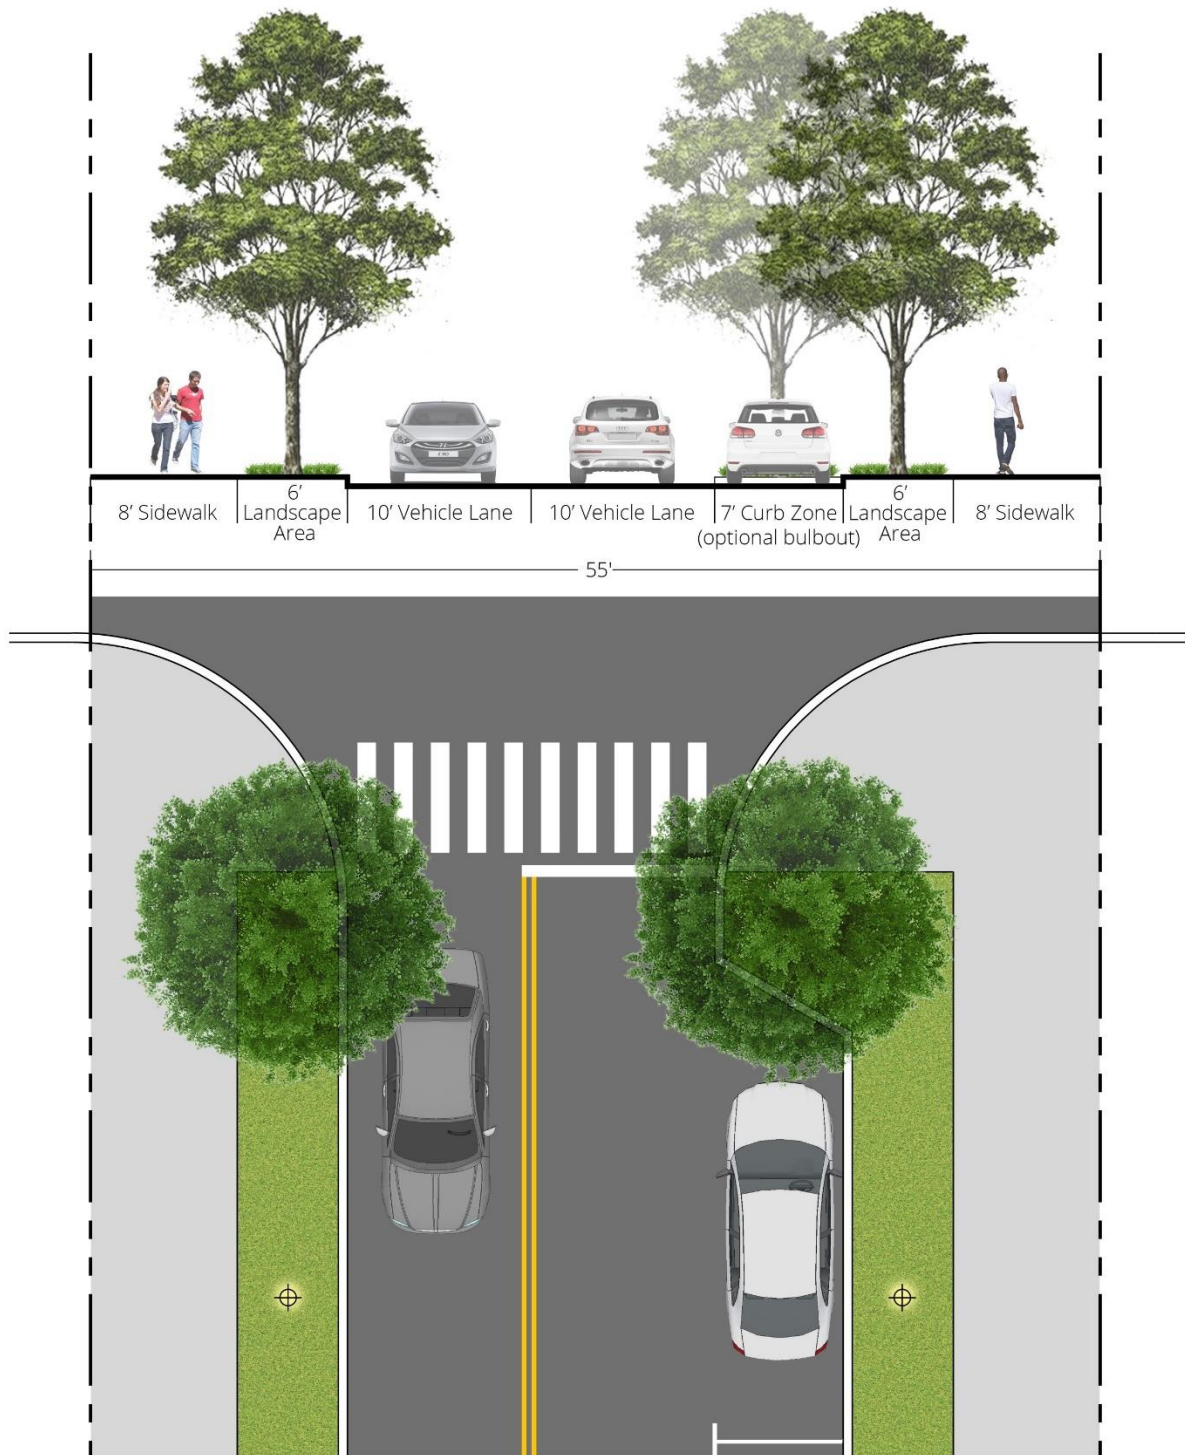 8' Sidewalk
6'
Landscape
Area
10' Vehicle Lane
10' Vehicle Lane
7' Curb Zone
(optional bulbout)
6'
Landscape
Area
8' Sidewalk
55'